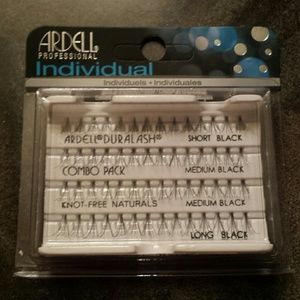 ARDELL
PROFESSIONAL
Individual
Individuels • Individuales
ARDELL® DURALASH® SHORT BLACK
COMBO PACK MEDIUM BLACK
KNOT-FREE NATURALS MEDIUM BLACK
LONG BLACK